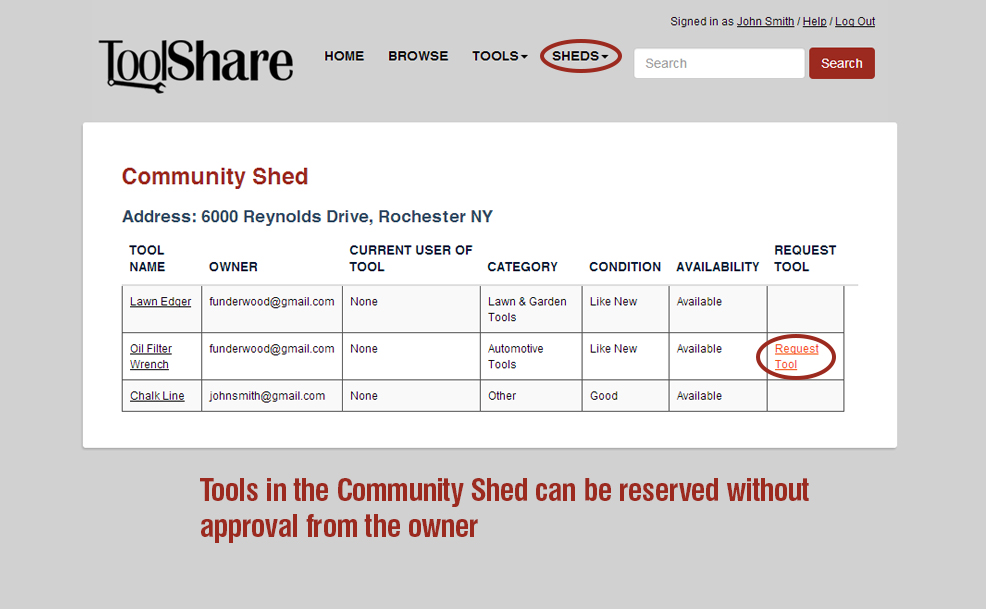 Signed in as John Smith / Help / Log Out
ToolShare
HOME BROWSE TOOLS SHEDS Search Search
Community Shed
Address: 6000 Reynolds Drive, Rochester NY
TOOL NAME OWNER CURRENT USER OF TOOL CATEGORY CONDITION AVAILABILITY REQUEST TOOL
Lawn Edger funderwood@gmail.com None Lawn & Garden Tools Like New Available
Oil Filter Wrench funderwood@gmail.com None Automotive Tools Like New Available Request Tool
Chalk Line johnsmith@gmail.com None Other Good Available
Tools in the Community Shed can be reserved without
approval from the owner